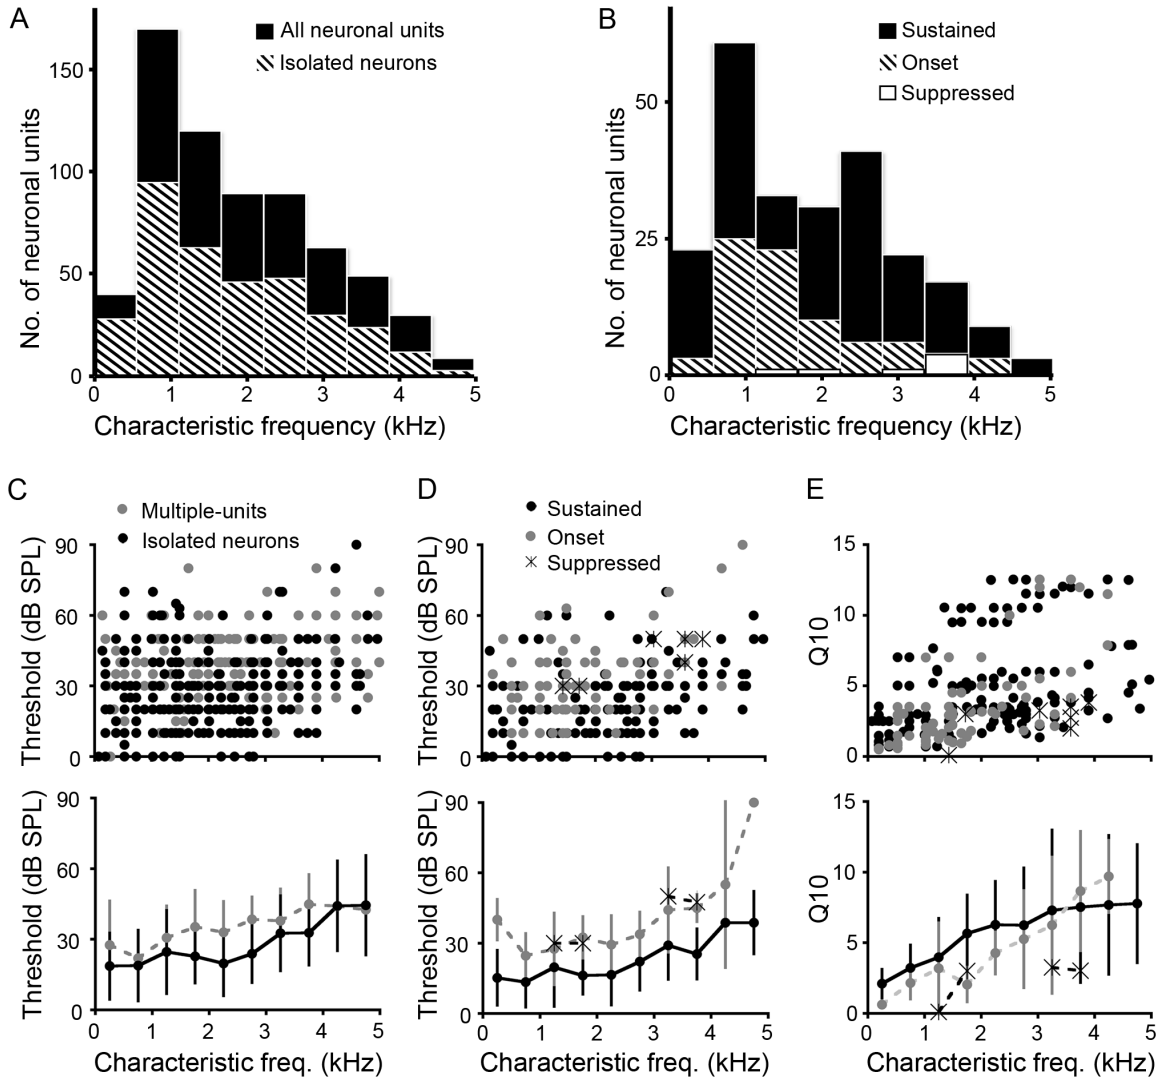 A
All neuronal units
Isolated neurons
No. of neuronal units
150
100
50
0
0 1 2 3 4 5
Characteristic frequency (kHz)
B
Sustained
Onset
Suppressed
No. of neuronal units
50
25
0
0 1 2 3 4 5
Characteristic frequency (kHz)
C
Multiple-units
Isolated neurons
Threshold (dB SPL)
90
60
30
0
Threshold (dB SPL)
90
60
30
0
0 1 2 3 4 5
Characteristic freq. (kHz)
D
Sustained
Onset
Suppressed
Threshold (dB SPL)
90
60
30
0
Threshold (dB SPL)
90
60
30
0
0 1 2 3 4 5
Characteristic freq. (kHz)
E
Q10
15
10
5
0
Q10
15
10
5
0
0 1 2 3 4 5
Characteristic freq. (kHz)